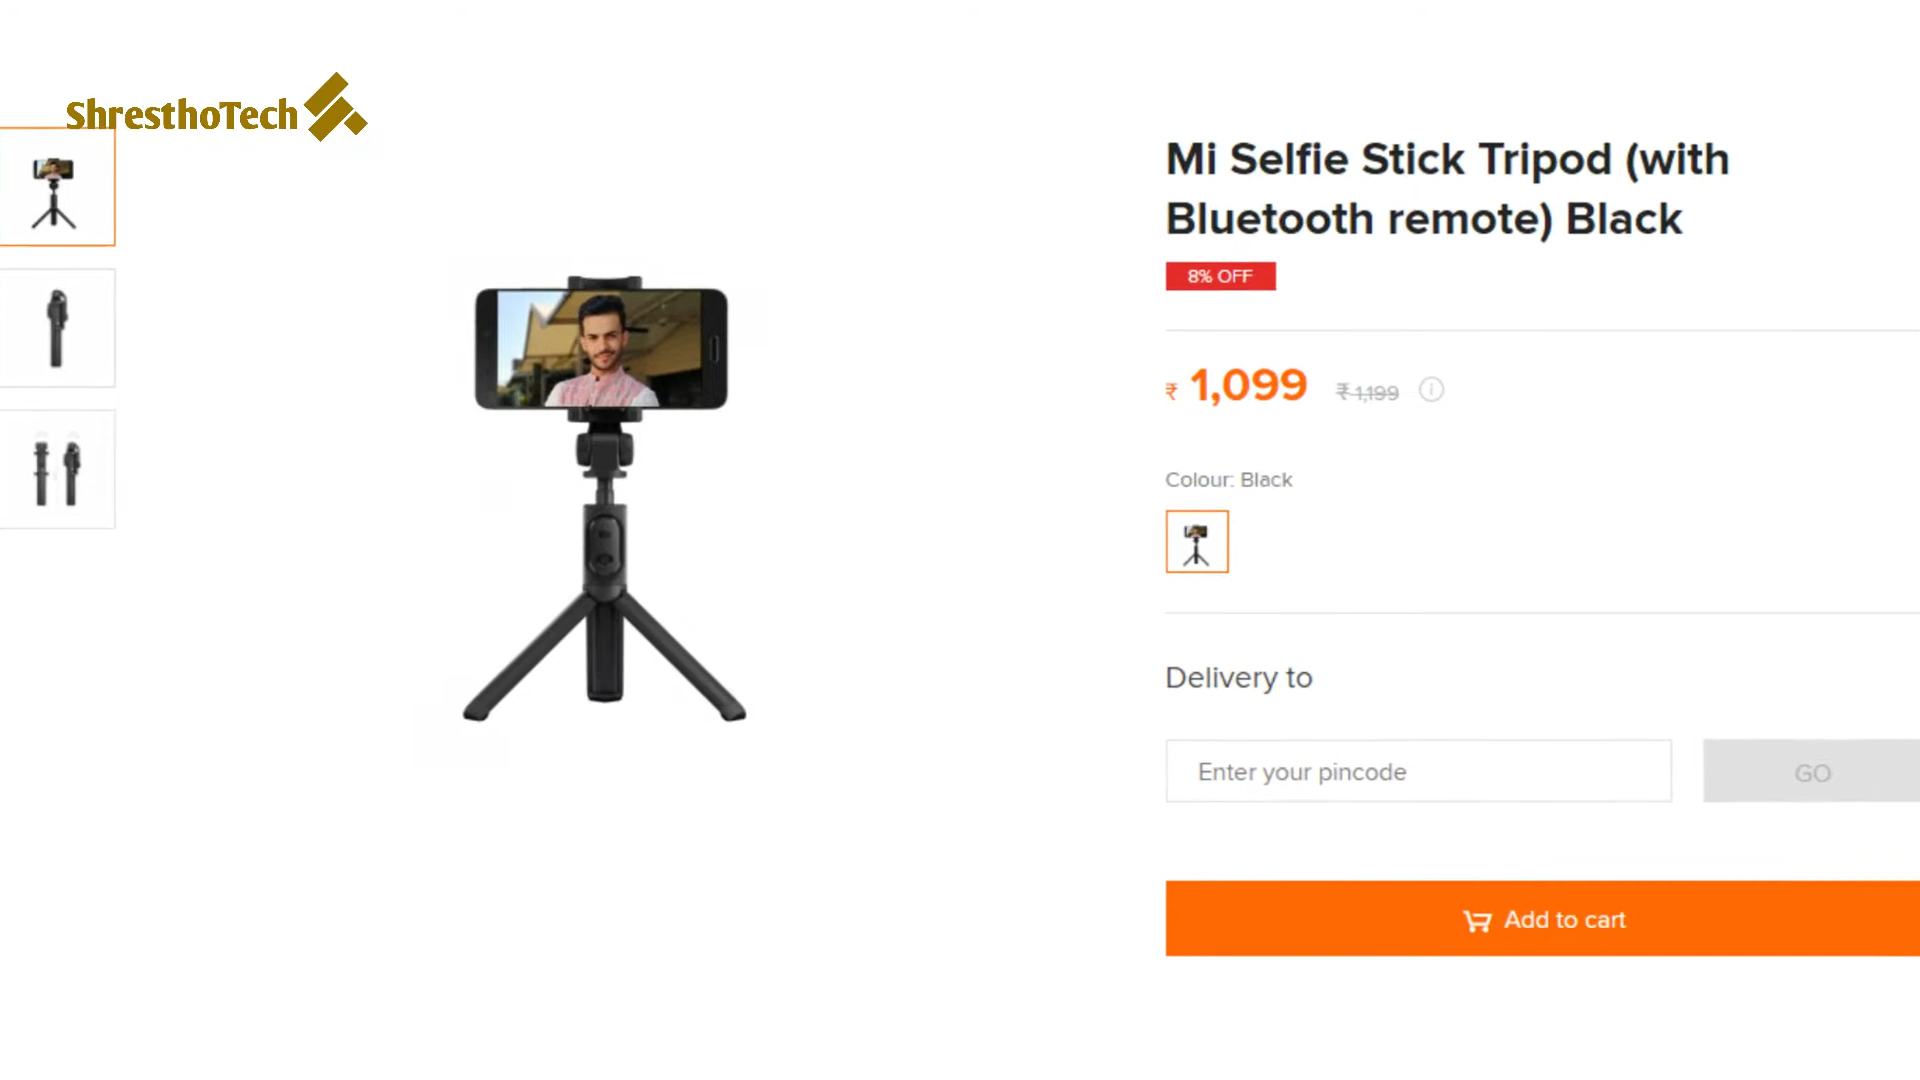 ShresthoTech
Mi Selfie Stick Tripod (with
Bluetooth remote) Black
8% OFF
₹ 1,099 ₹ 1,199
Colour: Black
Delivery to
Enter your pincode GO
Add to cart